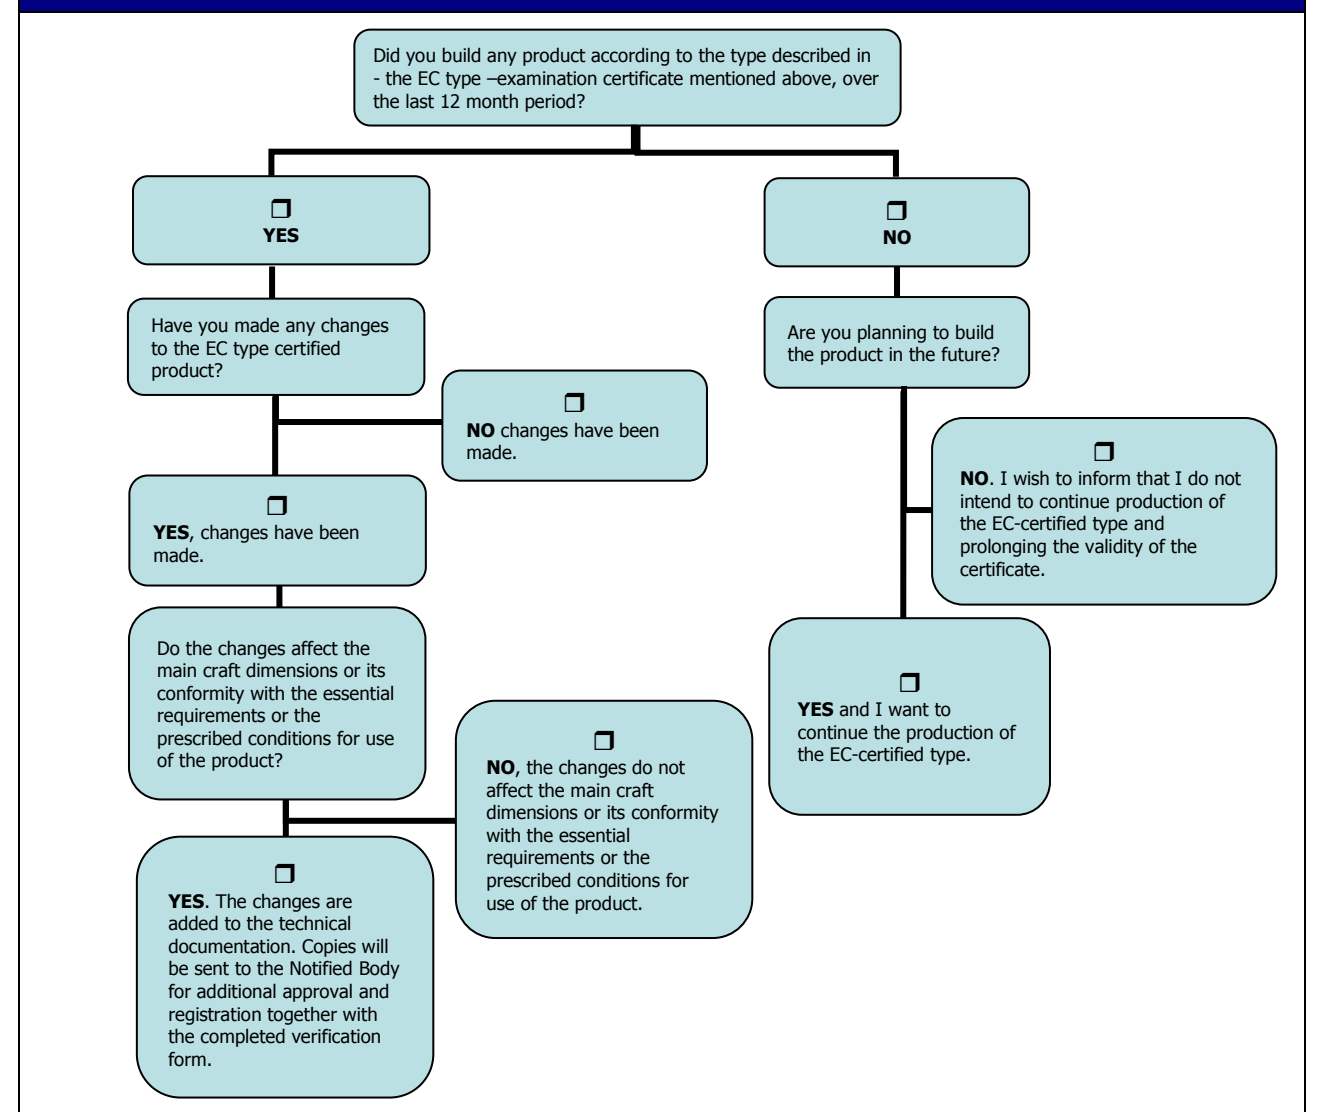 Did you build any product according to the type described in
- the EC type –examination certificate mentioned above, over
the last 12 month period?
❒
YES
❒
NO
Have you made any changes
to the EC type certified
product?
Are you planning to build
the product in the future?
❒
NO changes have been
made.
❒
NO. I wish to inform that I do not
intend to continue production of
the EC-certified type and
prolonging the validity of the
certificate.
❒
YES, changes have been
made.
Do the changes affect the
main craft dimensions or its
conformity with the essential
requirements or the
prescribed conditions for use
of the product?
❒
YES and I want to
continue the production of
the EC-certified type.
❒
NO, the changes do not
affect the main craft
dimensions or its conformity
with the essential
requirements or the
prescribed conditions for
use of the product.
❒
YES. The changes are
added to the technical
documentation. Copies will
be sent to the Notified Body
for additional approval and
registration together with
the completed verification
form.